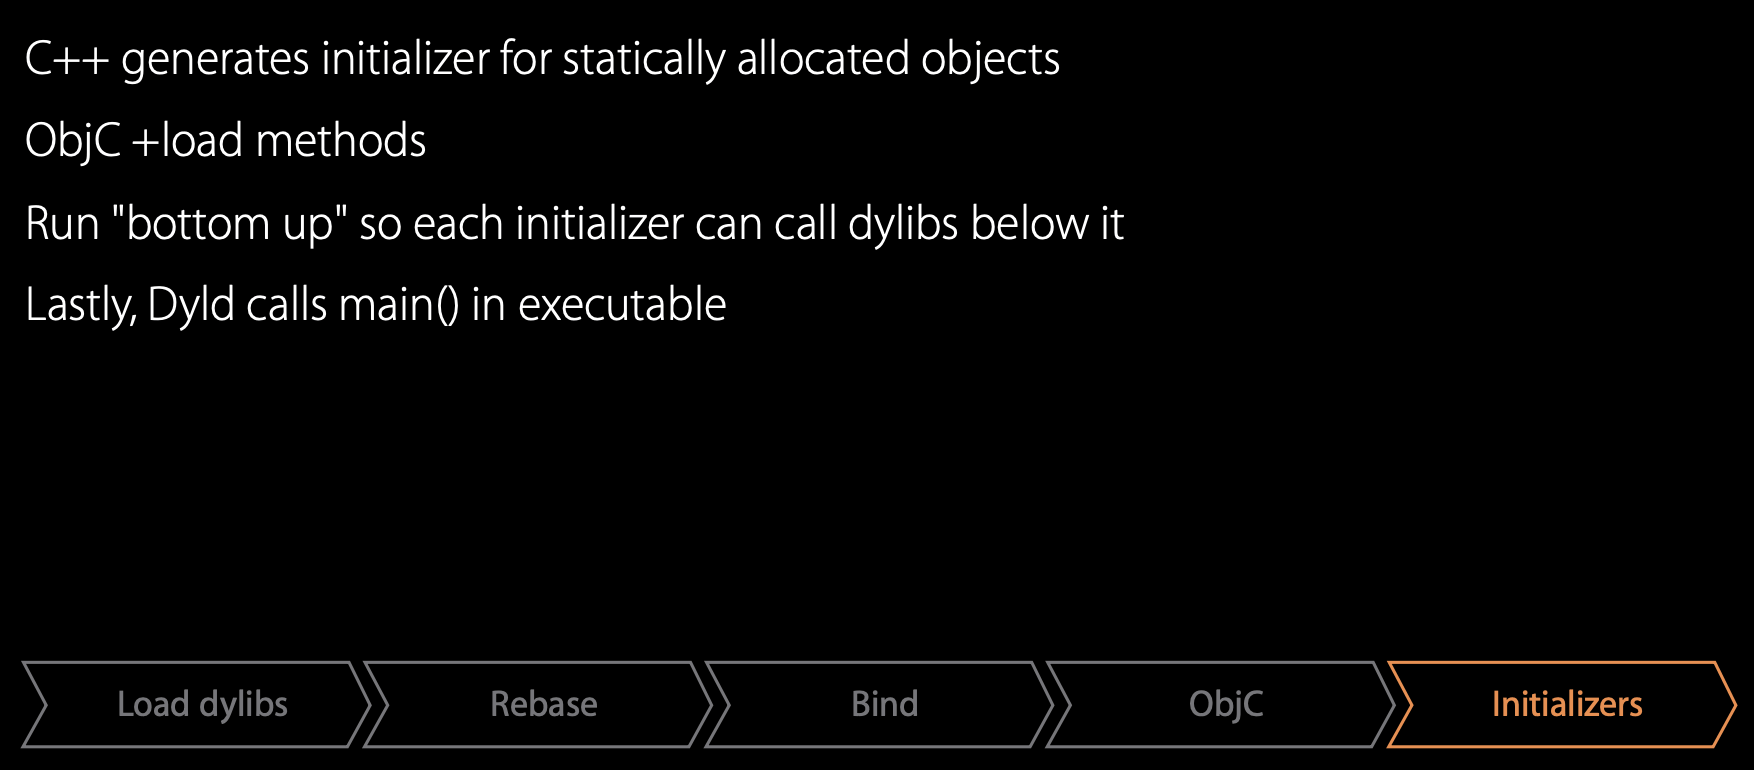 C++ generates initializer for statically allocated objects
ObjC +load methods
Run "bottom up" so each initializer can call dylibs below it
Lastly, Dyld calls main() in executable
Load dylibs
Rebase
Bind
ObjC
Initializers